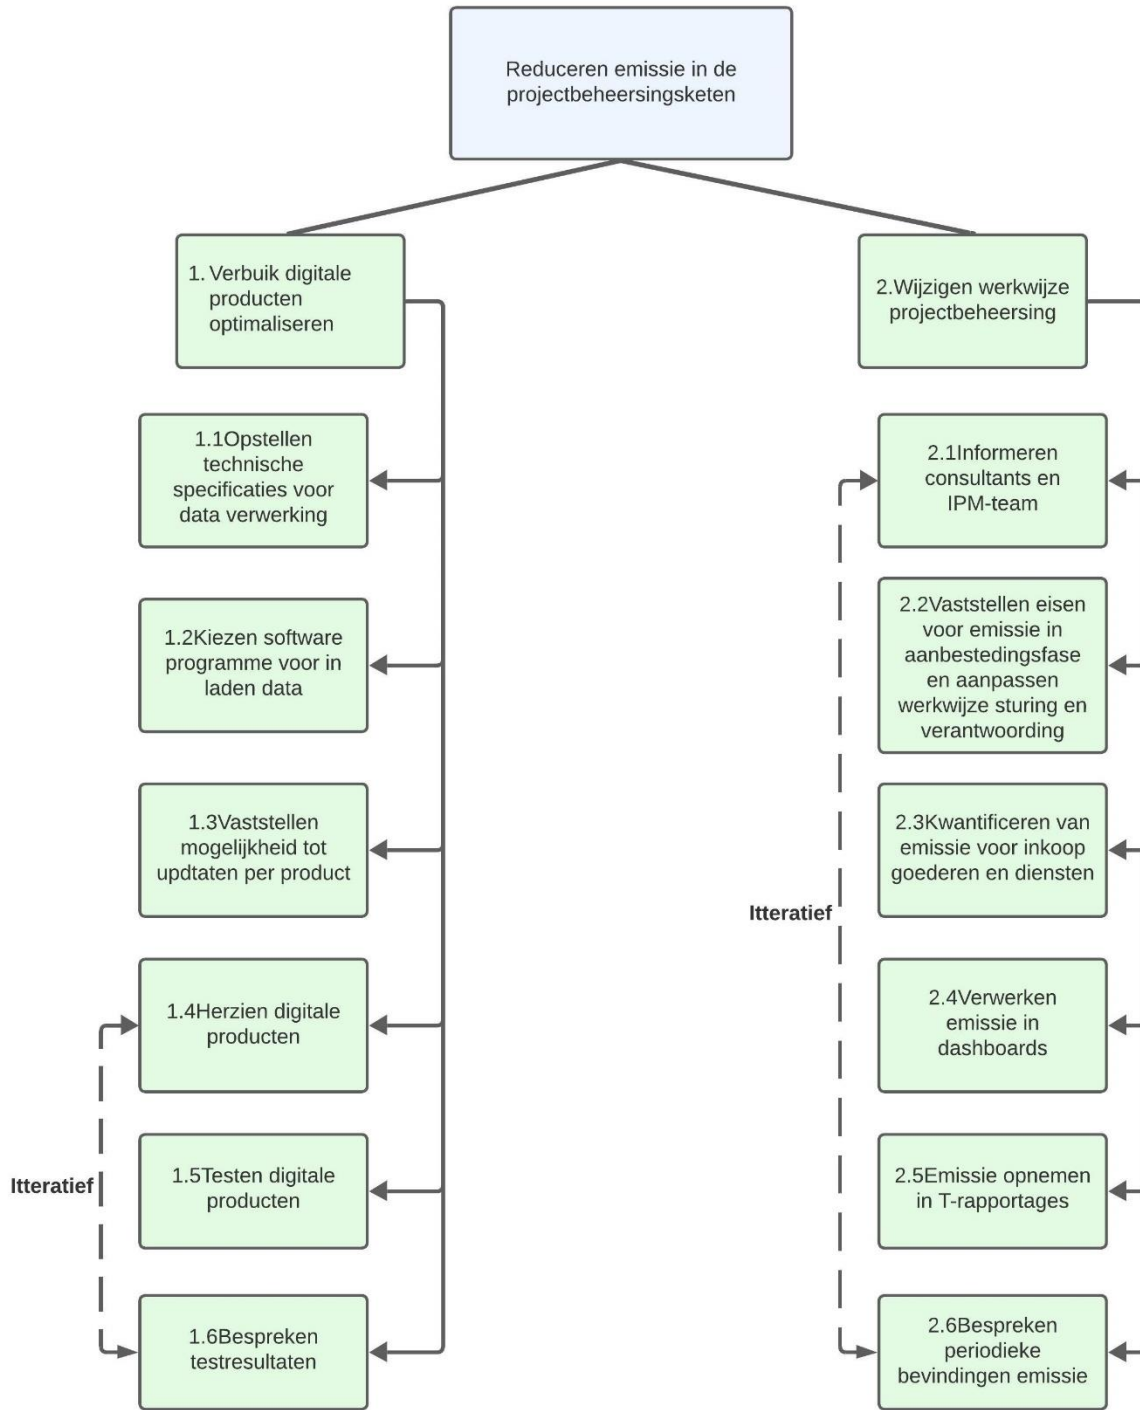 Reduceren emissie in de
projectbeheersingsketen
1. Verbuik digitale
producten
optimaliseren
1.1Opstellen
technische
specificaties voor
data verwerking
1.2Kiezen software
programme voor in
laden data
1.3Vaststellen
mogelijkheid tot
updtaten per product
1.4Herzien digitale
producten
Itteratief
1.5Testen digitale
producten
1.6Bespreken
testresultaten
2.Wijzigen werkwijze
projectbeheersing
2.1Informeren
consultants en
IPM-team
2.2Vaststellen eisen
voor emissie in
aanbestedingsfase
en aanpassen
werkwijze sturing en
verantwoording
2.3Kwantificeren van
emissie voor inkoop
goederen en diensten
Itteratief
2.4Verwerken
emissie in
dashboards
2.5Emissie opnemen
in T-rapportages
2.6Bespreken
periodieke
bevindingen emissie